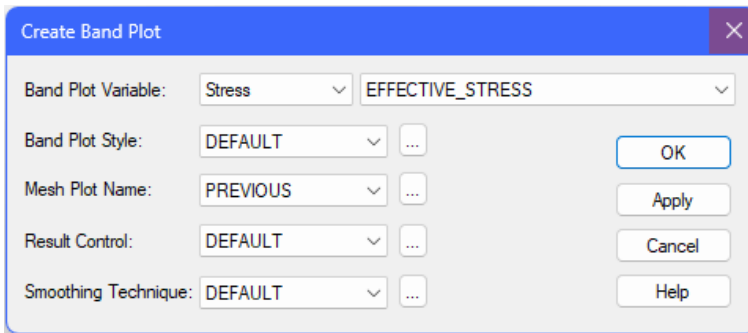 Create Band Plot
Band Plot Variable: Stress EFFECTIVE_STRESS
Band Plot Style: DEFAULT ...
OK
Mesh Plot Name: PREVIOUS ...
Apply
Result Control: DEFAULT ...
Cancel
Smoothing Technique: DEFAULT ...
Help